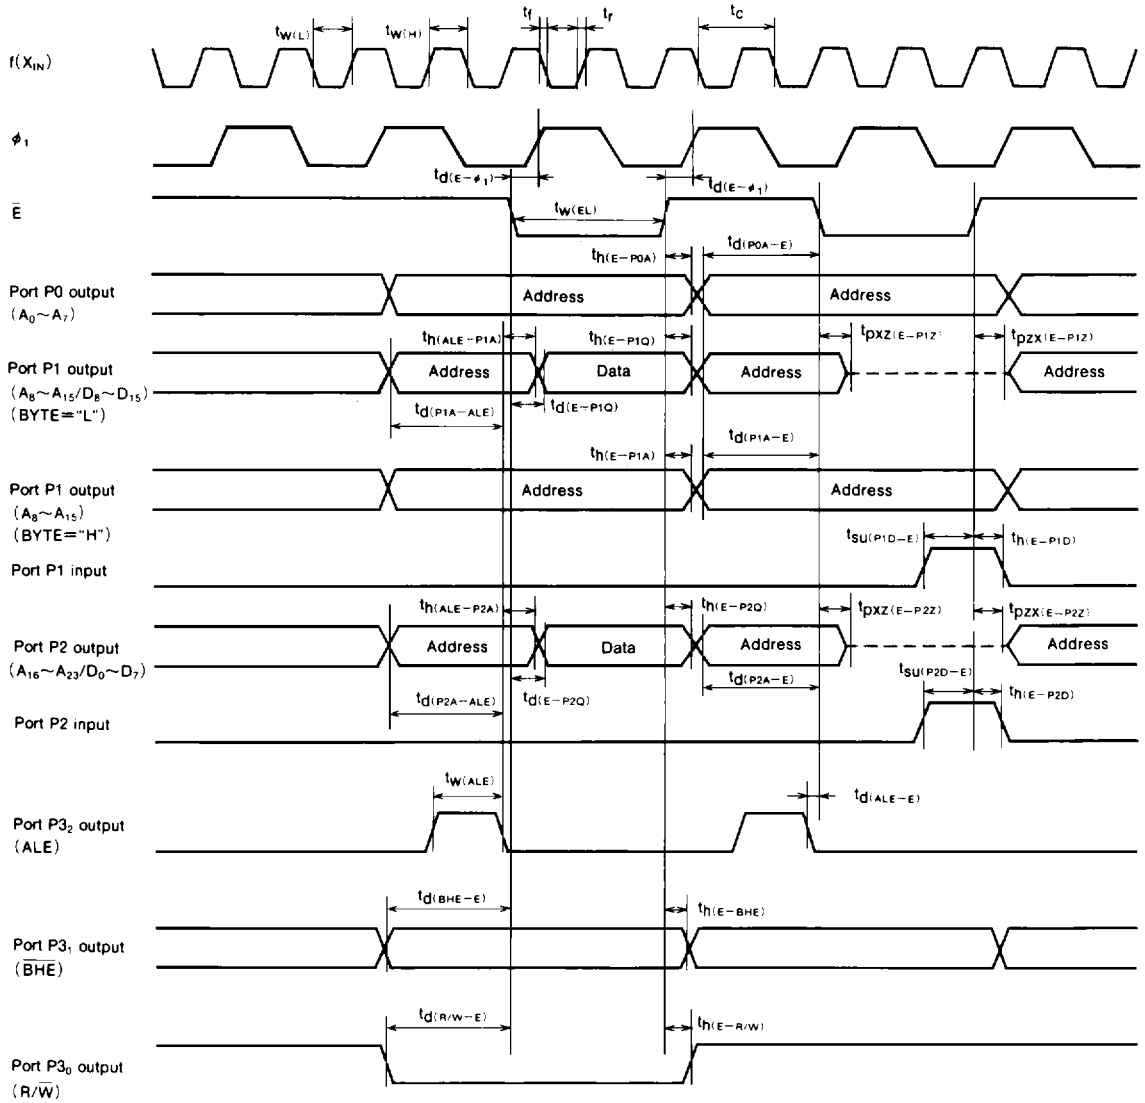 tf tr tC
tW(L) tW(H)
f(XIN)
ϕ1
td(E−ϕ1) td(E−ϕ1)
E̅
tW(EL)
th(E−P0A) td(P0A−E)
Port P0 output
(A0~A7)
Address Address
th(ALE−P1A) th(E−P1Q) tpxz(E−P1Z) tpzx(E−P1Z)
Port P1 output
(A8~A15/D8~D15)
(BYTE="L")
Address Data Address Address
td(P1A−ALE) td(E−P1Q)
th(E−P1A) td(P1A−E)
Port P1 output
(A8~A15)
(BYTE="H")
Address Address
tsu(P1D−E) th(E−P1D)
Port P1 input
th(ALE−P2A) th(E−P2Q) tpxz(E−P2Z) tpzx(E−P2Z)
Port P2 output
(A16~A23/D0~D7)
Address Data Address Address
td(P2A−ALE) td(E−P2Q) td(P2A−E)
tsu(P2D−E) th(E−P2D)
Port P2 input
tW(ALE) td(ALE−E)
Port P32 output
(ALE)
td(BHE−E) th(E−BHE)
Port P31 output
(B̅H̅E̅)
td(R/W−E) th(E−R/W)
Port P30 output
(R/W̅)